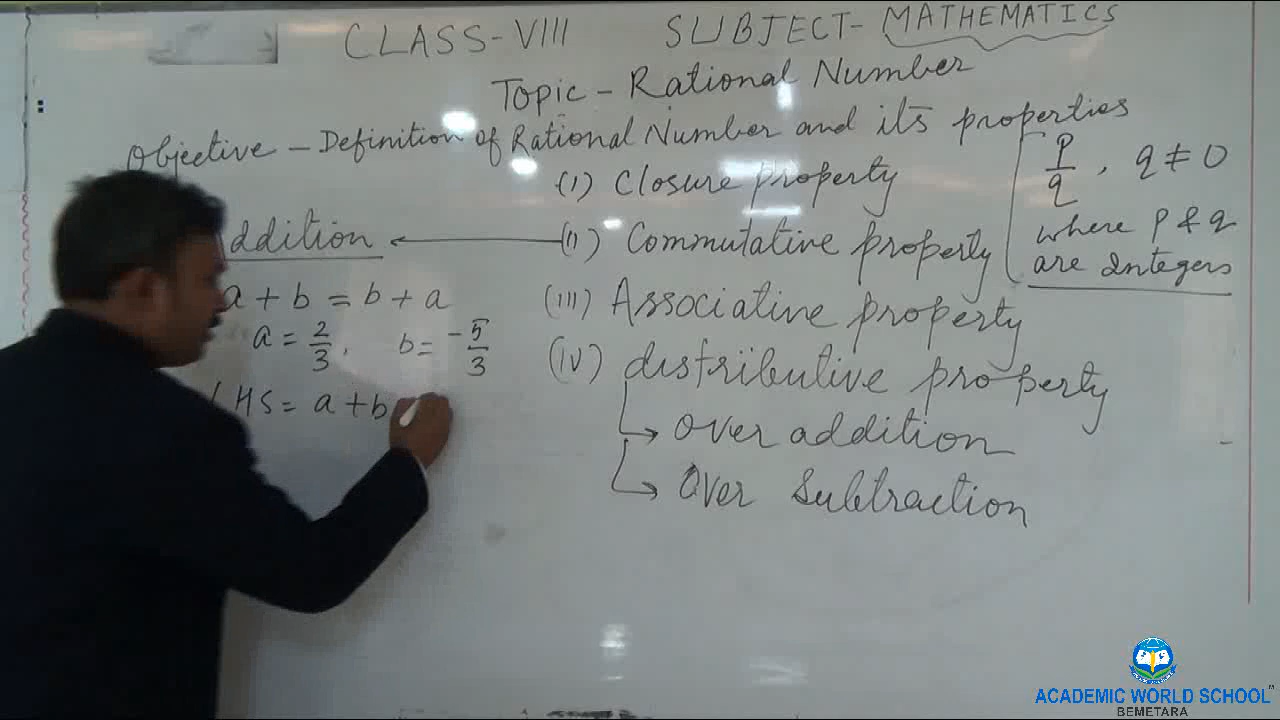 CLASS-VIII SUBJECT- MATHEMATICS
Topic - Rational Number
Objective - Definition of Rational Number and its properties
(I) Closure property
p/q , q ≠ 0
where p & q
are Integers
ddition ← (II) Commutative property
a + b = b + a
(III) Associative property
a = 2/3 , b = -5/3
(IV) distributive property
LHS = a + b
→ Over addition
→ Over Subtraction
ACADEMIC WORLD SCHOOL™
BEMETARA